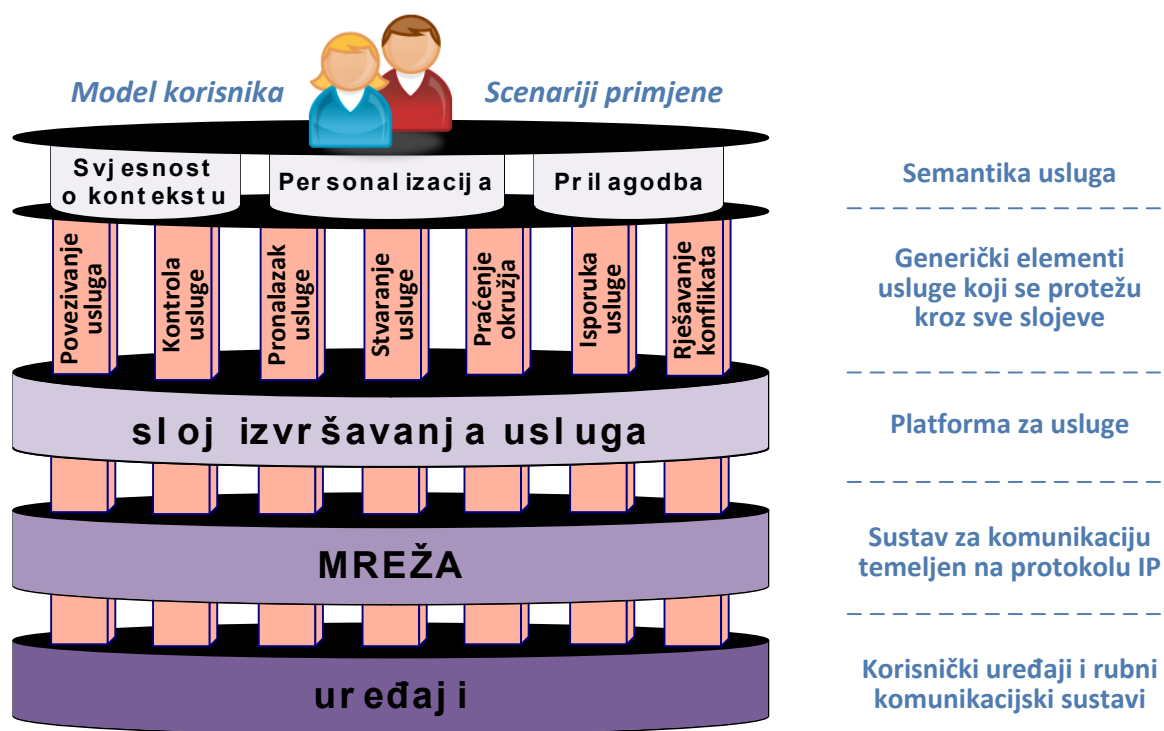 Model korisnika
Scenariji primjene
Svjesnost
o kontekstu
Personalizacija
Prilagodba
Semantika usluga
Povezivanje
usluga
Kontrola
usluge
Pronalazak
usluge
Stvaranje
usluge
Praćenje
okružja
Isporuka
usluge
Rješavanje
konflikata
Generički elementi
usluge koji se protežu
kroz sve slojeve
sloj izvršavanja usluga
Platforma za usluge
MREŽA
Sustav za komunikaciju
temeljen na protokolu IP
uređaji
Korisnički uređaji i rubni
komunikacijski sustavi